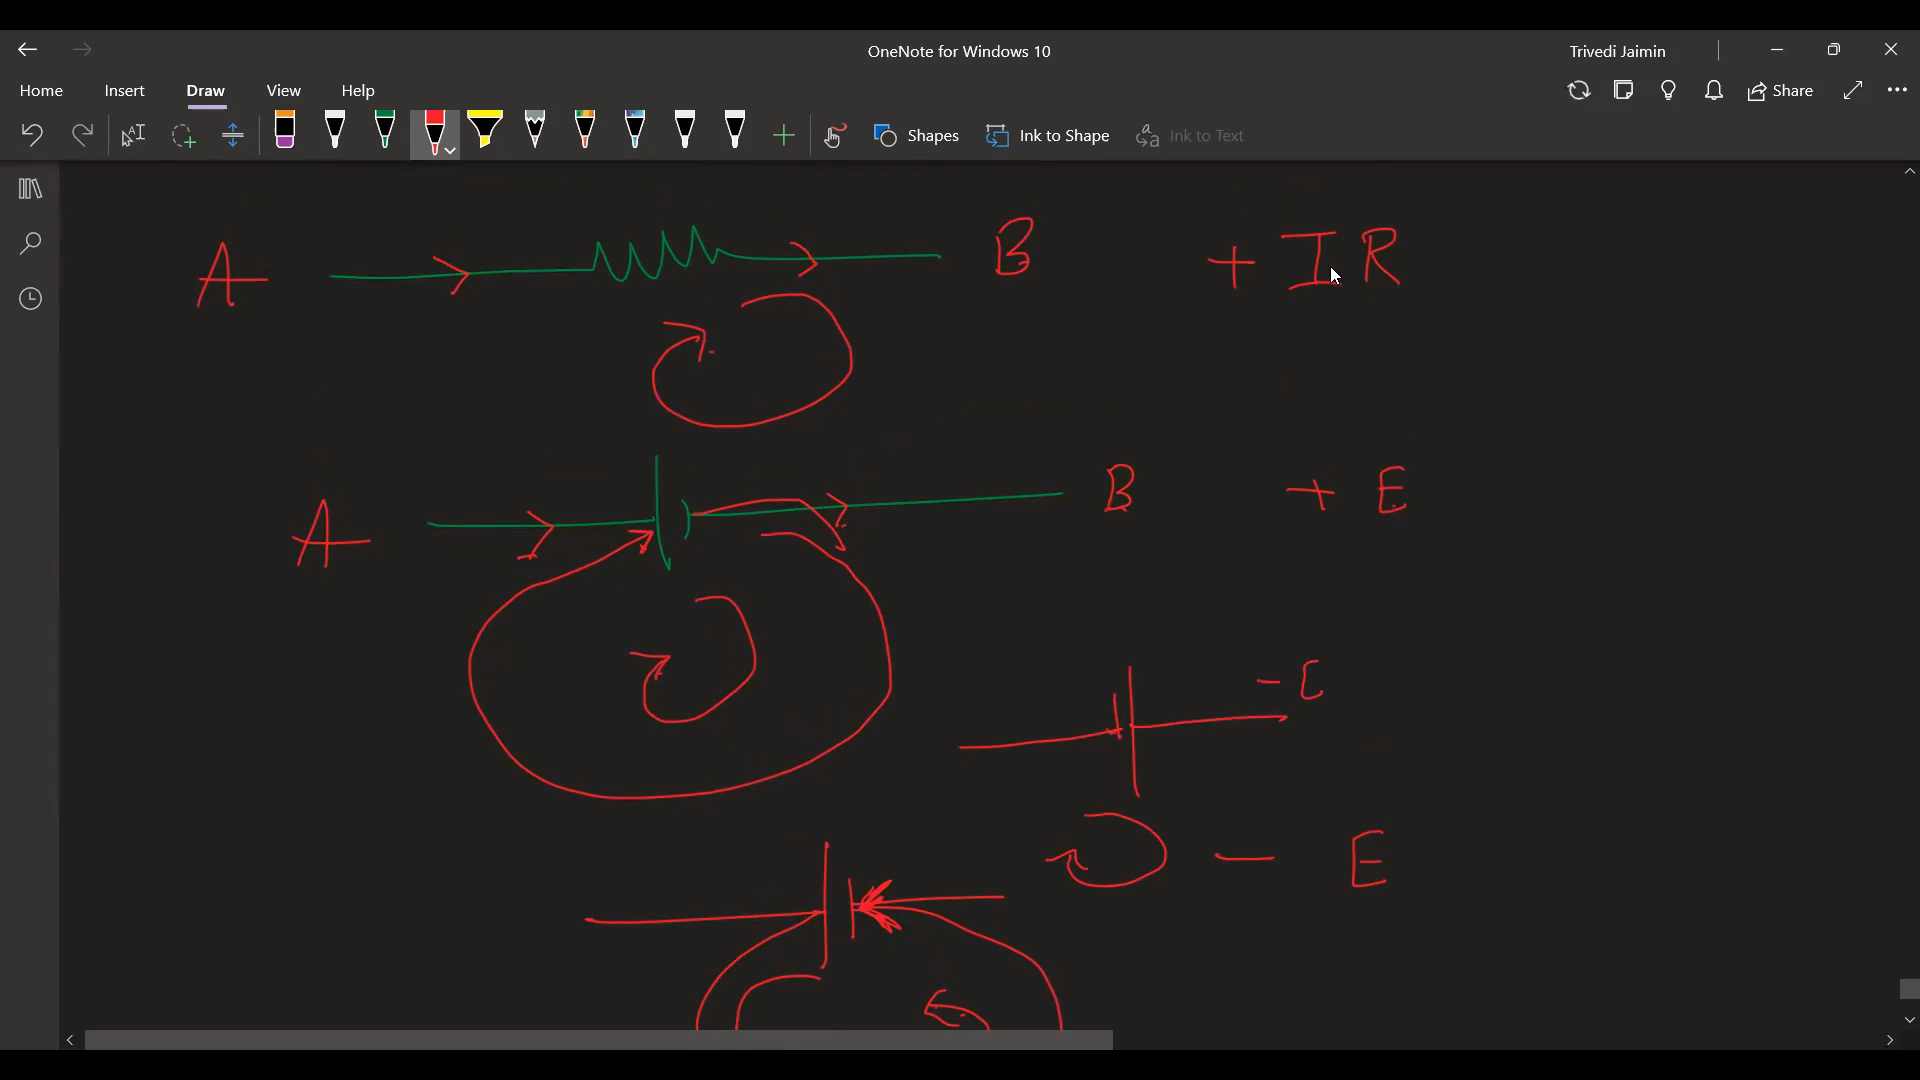 OneNote for Windows 10
Trivedi Jaimin
Home Insert Draw View Help
Share
Shapes Ink to Shape Ink to Text
A B + I R
A B + E
- E